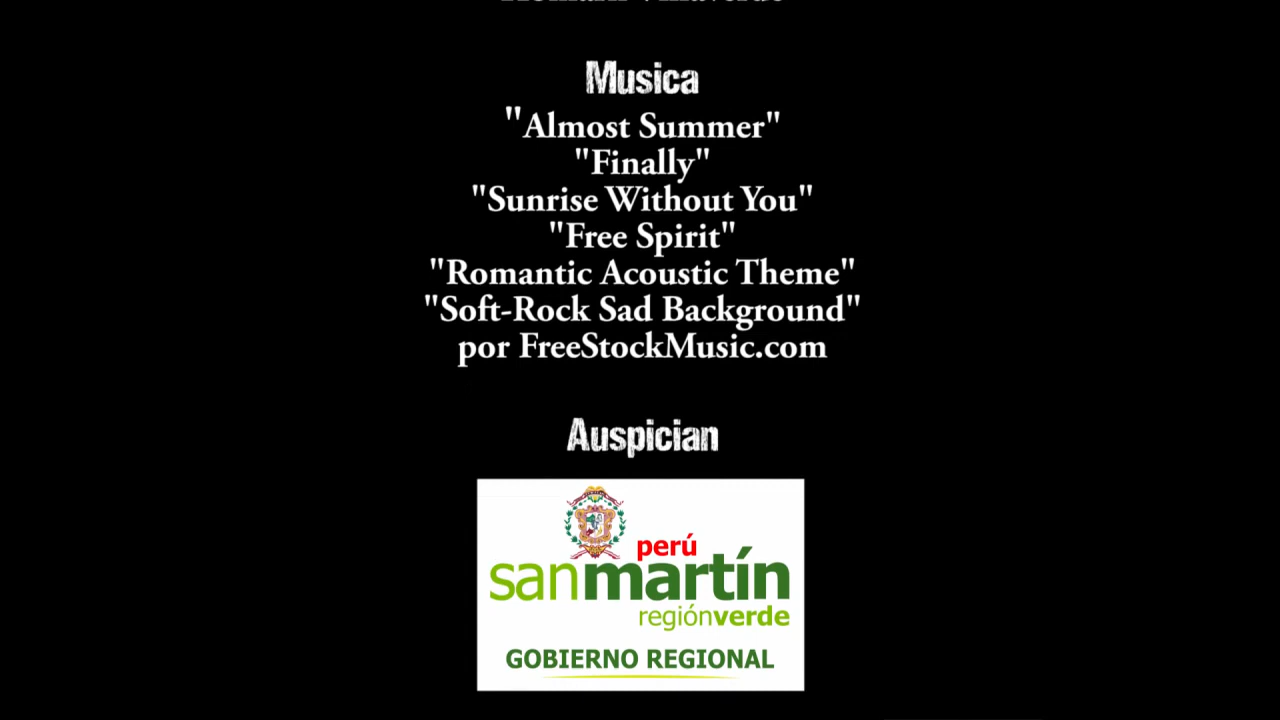 Musica
"Almost Summer"
"Finally"
"Sunrise Without You"
"Free Spirit"
"Romantic Acoustic Theme"
"Soft-Rock Sad Background"
por FreeStockMusic.com
Auspician
perú
sanmartín
regiónverde
GOBIERNO REGIONAL